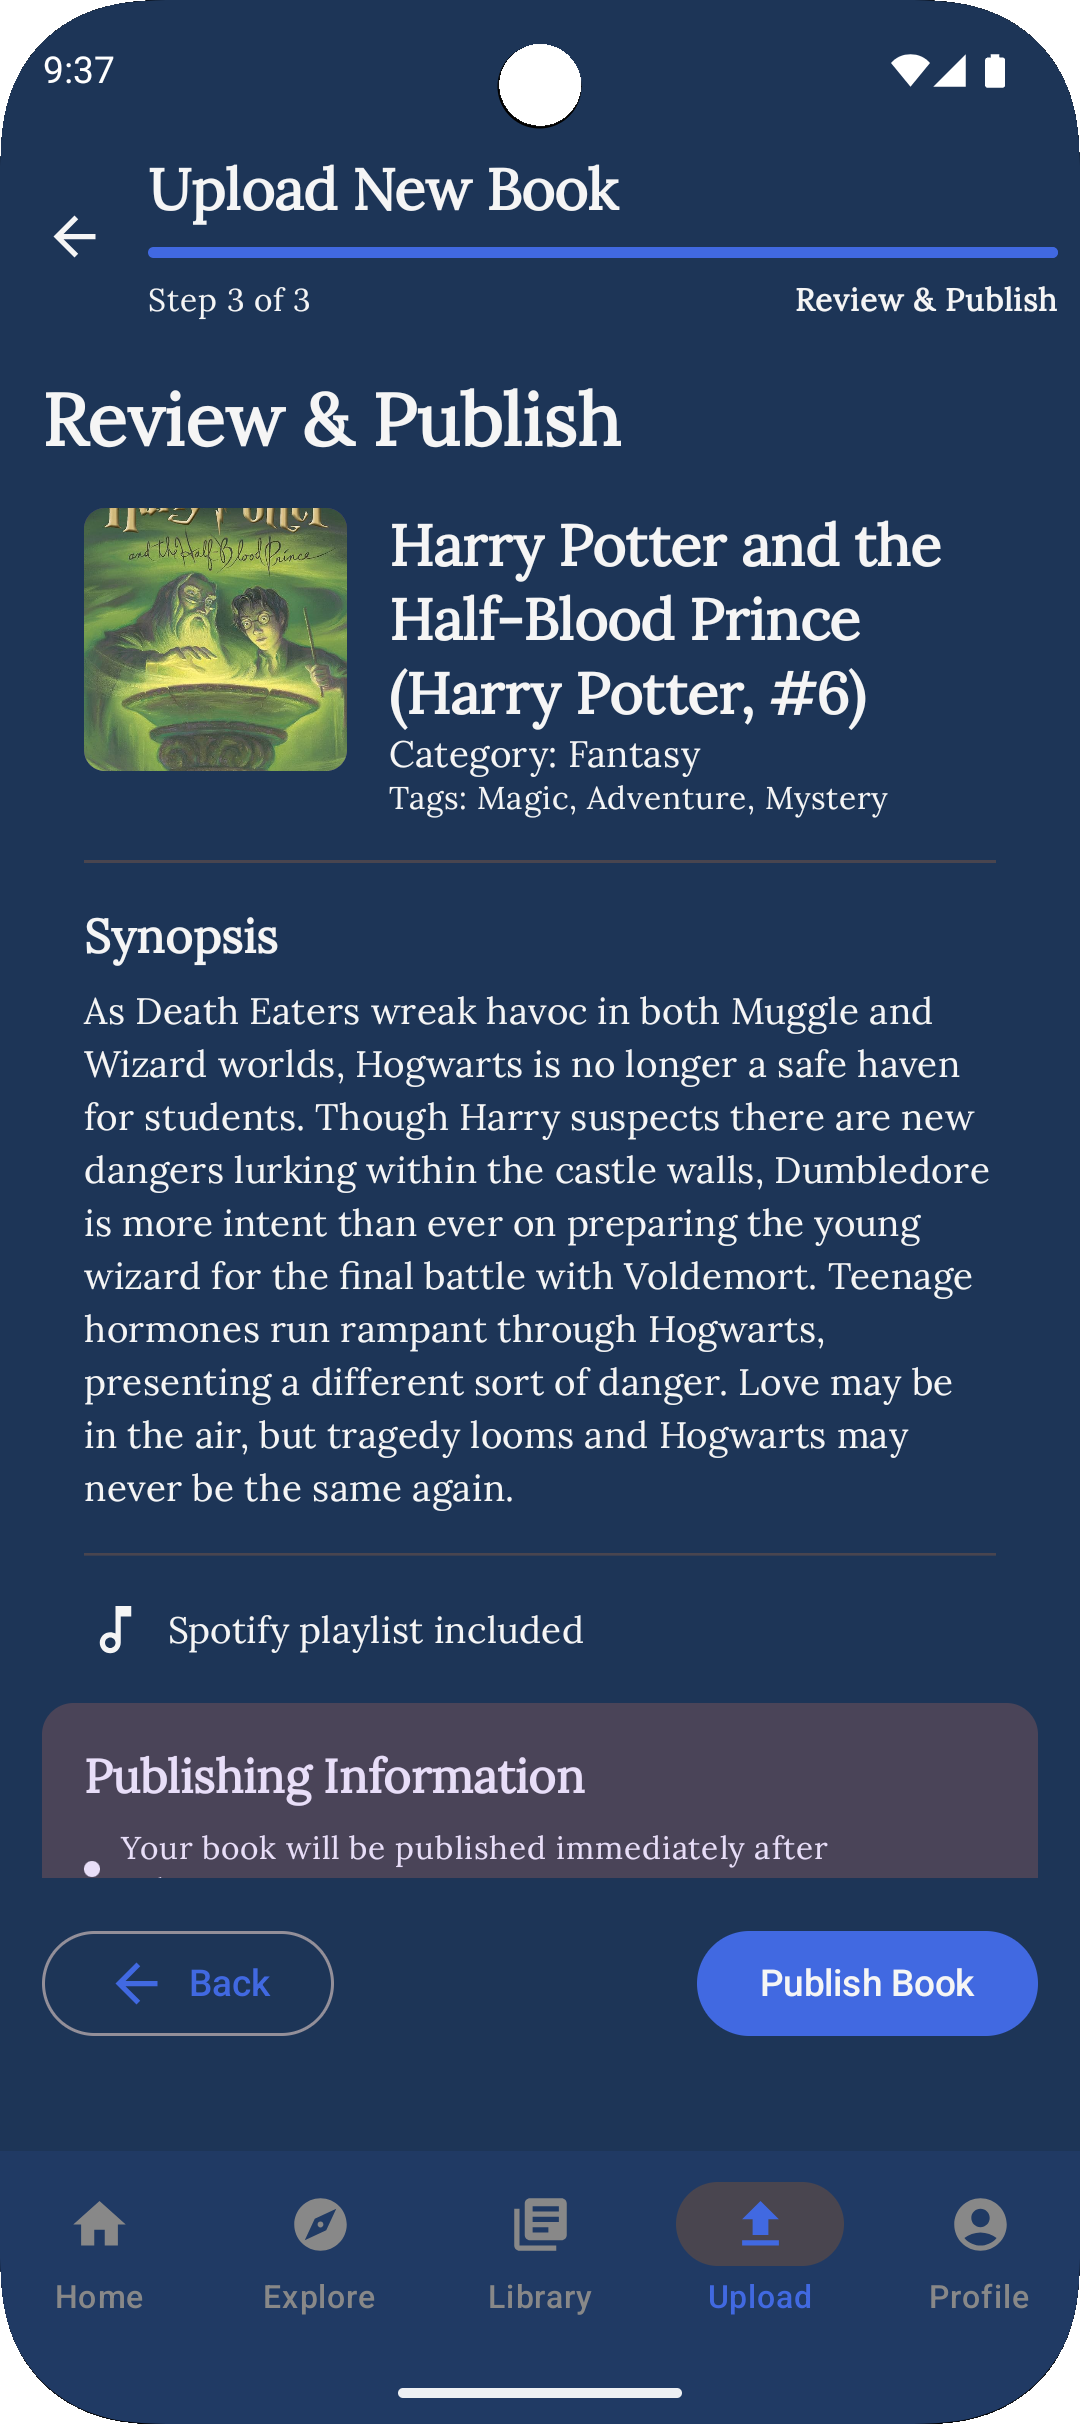 9:37
Upload New Book
Step 3 of 3
Review & Publish
Review & Publish
Harry Potter
and the Half-Blood Prince
Harry Potter and the
Half-Blood Prince
(Harry Potter, #6)
Category: Fantasy
Tags: Magic, Adventure, Mystery
Synopsis
As Death Eaters wreak havoc in both Muggle and
Wizard worlds, Hogwarts is no longer a safe haven
for students. Though Harry suspects there are new
dangers lurking within the castle walls, Dumbledore
is more intent than ever on preparing the young
wizard for the final battle with Voldemort. Teenage
hormones run rampant through Hogwarts,
presenting a different sort of danger. Love may be
in the air, but tragedy looms and Hogwarts may
never be the same again.
Spotify playlist included
Publishing Information
Your book will be published immediately after
Back
Publish Book
Home
Explore
Library
Upload
Profile